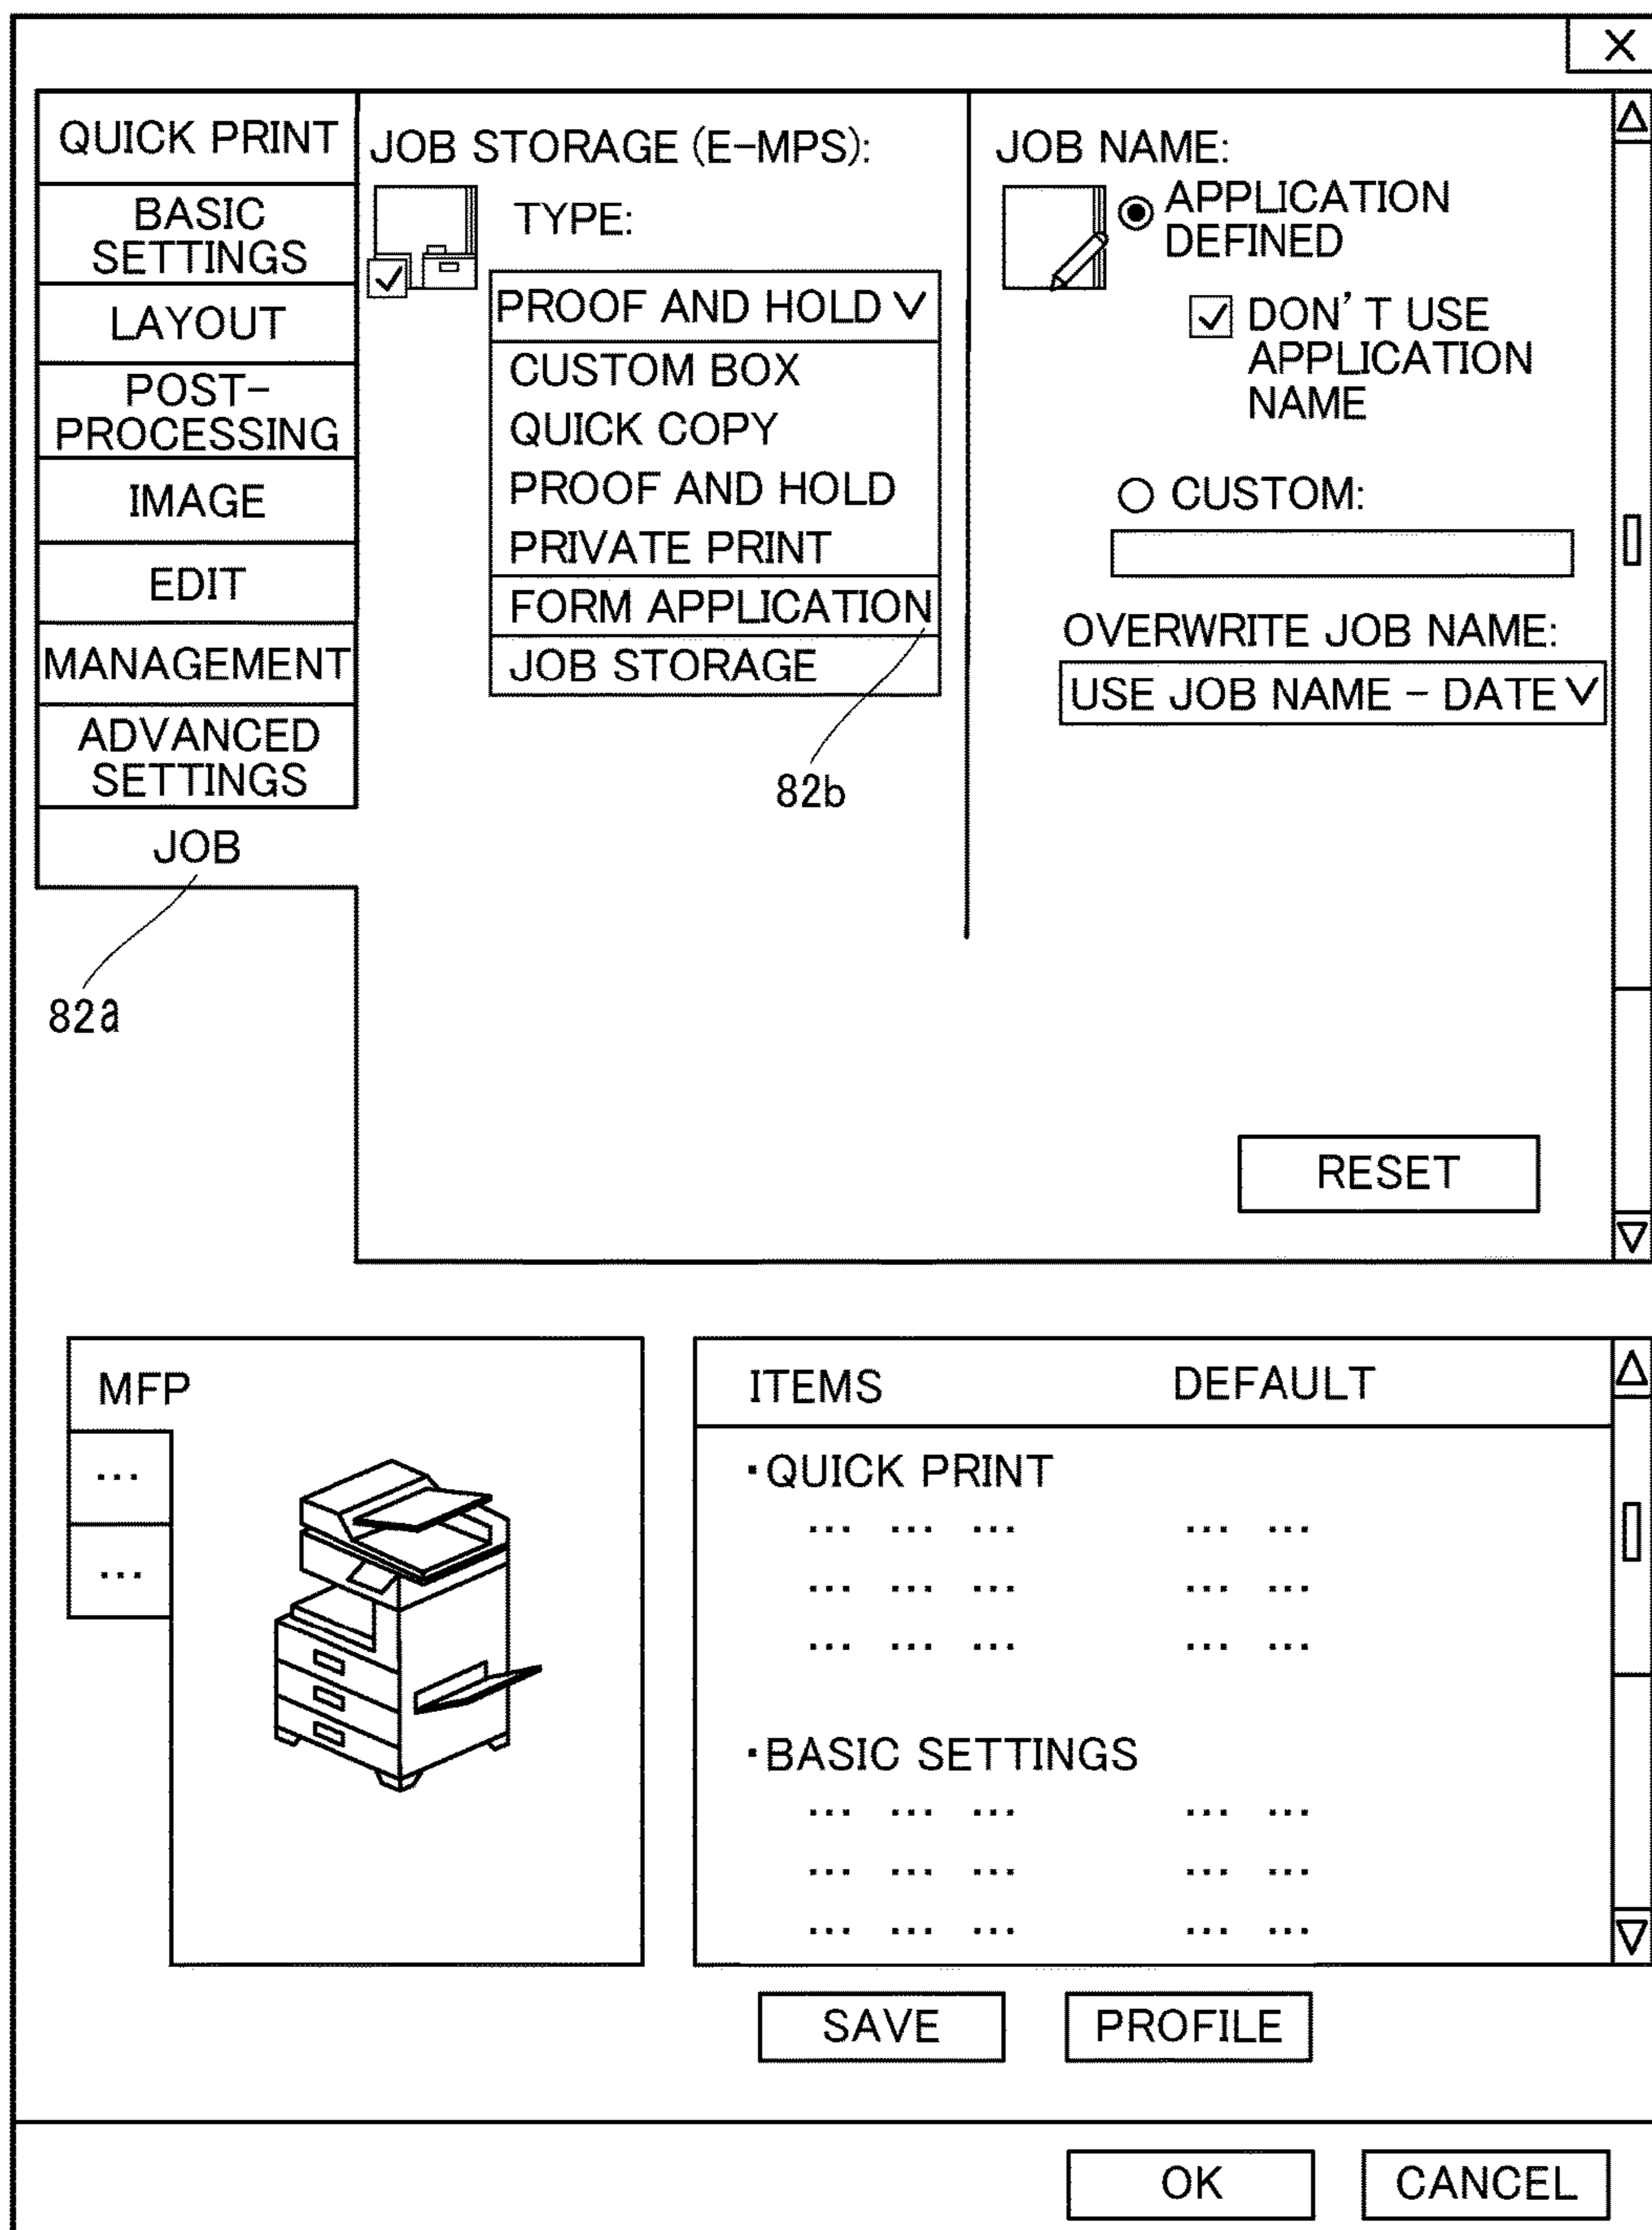 X
QUICK PRINT
BASIC
SETTINGS
LAYOUT
POST-
PROCESSING
IMAGE
EDIT
MANAGEMENT
ADVANCED
SETTINGS
JOB
82a
JOB STORAGE (E-MPS):
TYPE:
PROOF AND HOLD V
CUSTOM BOX
QUICK COPY
PROOF AND HOLD
PRIVATE PRINT
FORM APPLICATION
JOB STORAGE
82b
JOB NAME:
APPLICATION
DEFINED
DON'T USE
APPLICATION
NAME
CUSTOM:
OVERWRITE JOB NAME:
USE JOB NAME - DATE V
RESET
MFP
...
...
ITEMS DEFAULT
·QUICK PRINT
... ... ... ... ...
... ... ... ... ...
... ... ... ... ...
·BASIC SETTINGS
... ... ... ... ...
... ... ... ... ...
... ... ... ... ...
SAVE PROFILE
OK CANCEL